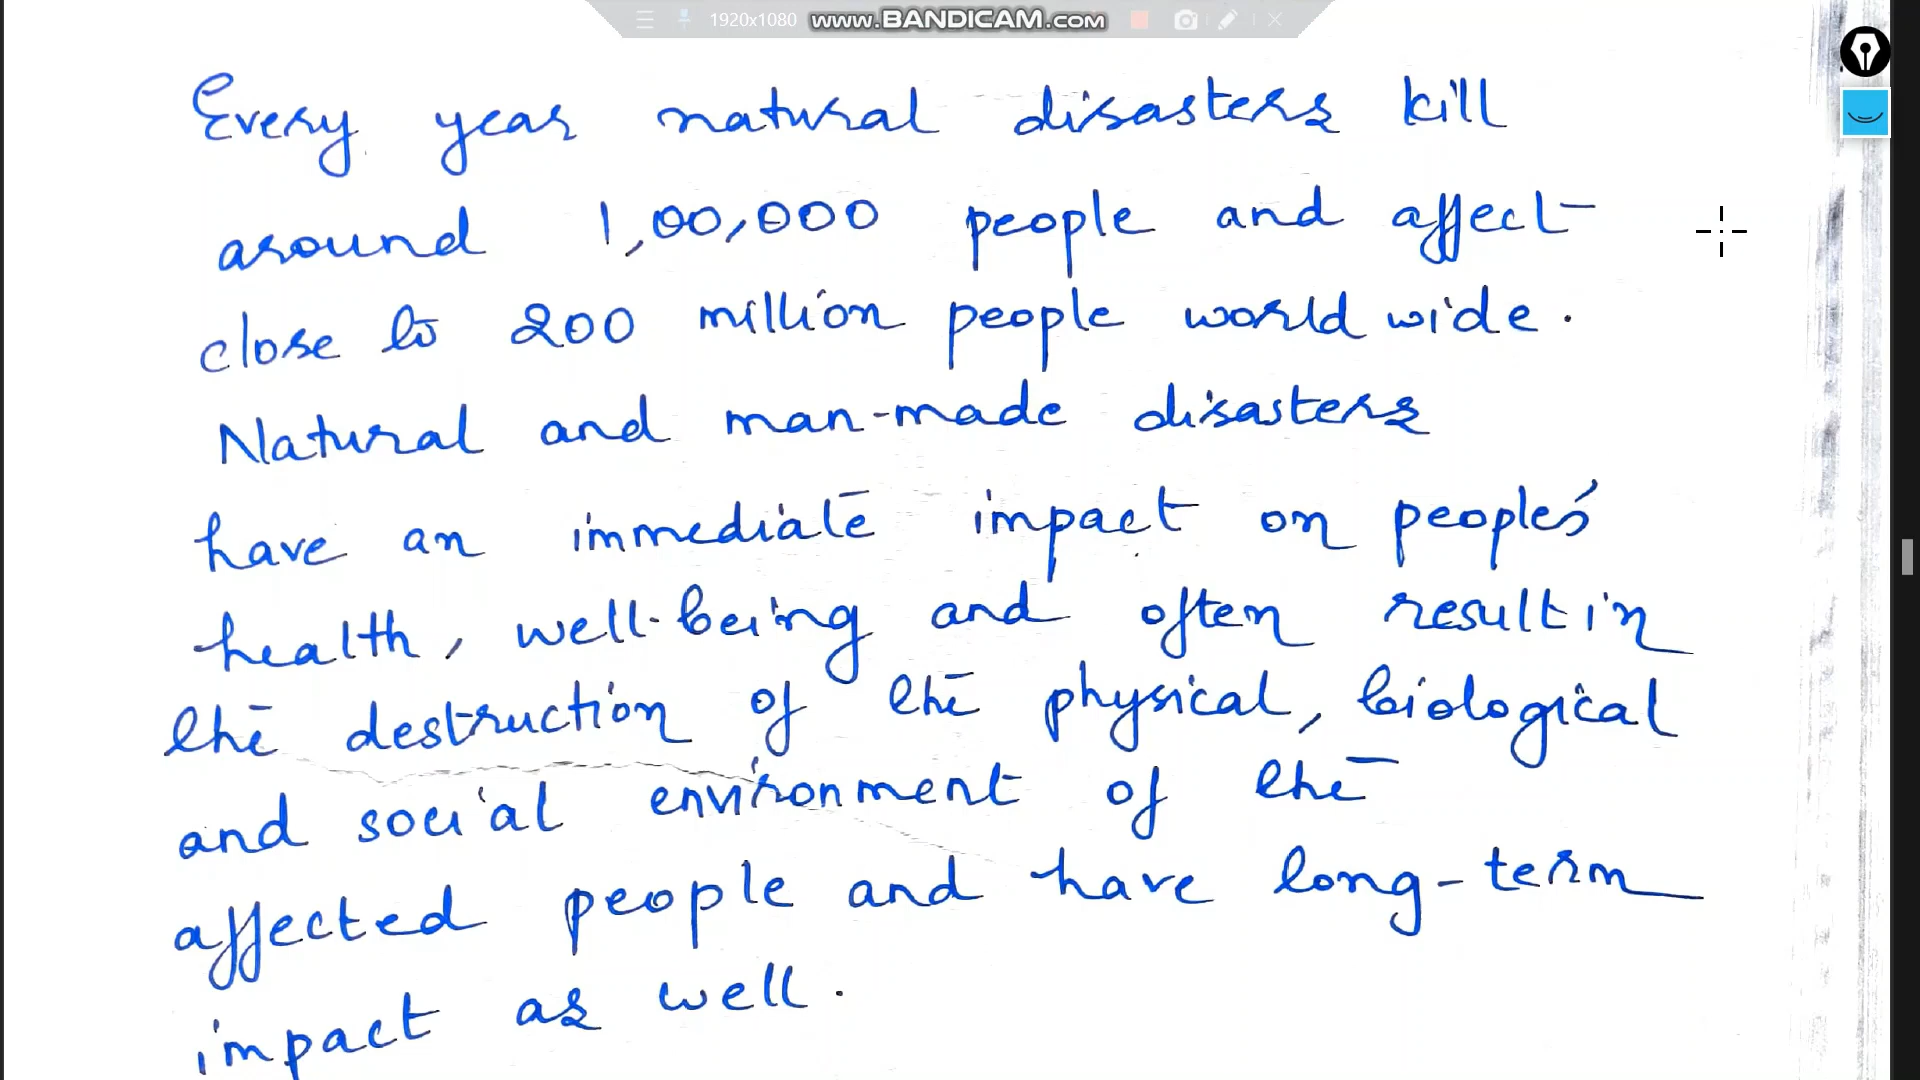 1920x1080 www.BANDICAM.com
Every year natural disasters kill
around 1,00,000 people and affect
close to 200 million people world wide.
Natural and man-made disasters
have an immediate impact on people's
health, well-being and often result in
the destruction of the physical, biological
and social environment of the
affected people and have long-term
impact as well.